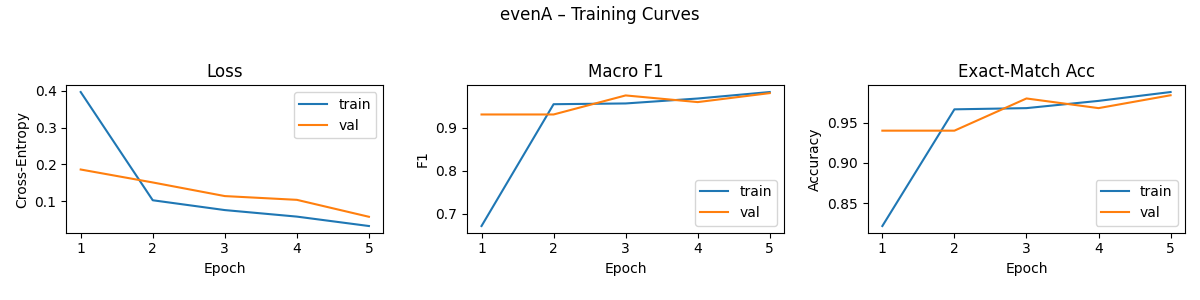 evenA – Training Curves
Loss
Cross-Entropy
0.4
0.3
0.2
0.1
train
val
1 2 3 4 5
Epoch
Macro F1
F1
0.9
0.8
0.7
train
val
1 2 3 4 5
Epoch
Exact-Match Acc
Accuracy
0.95
0.90
0.85
train
val
1 2 3 4 5
Epoch